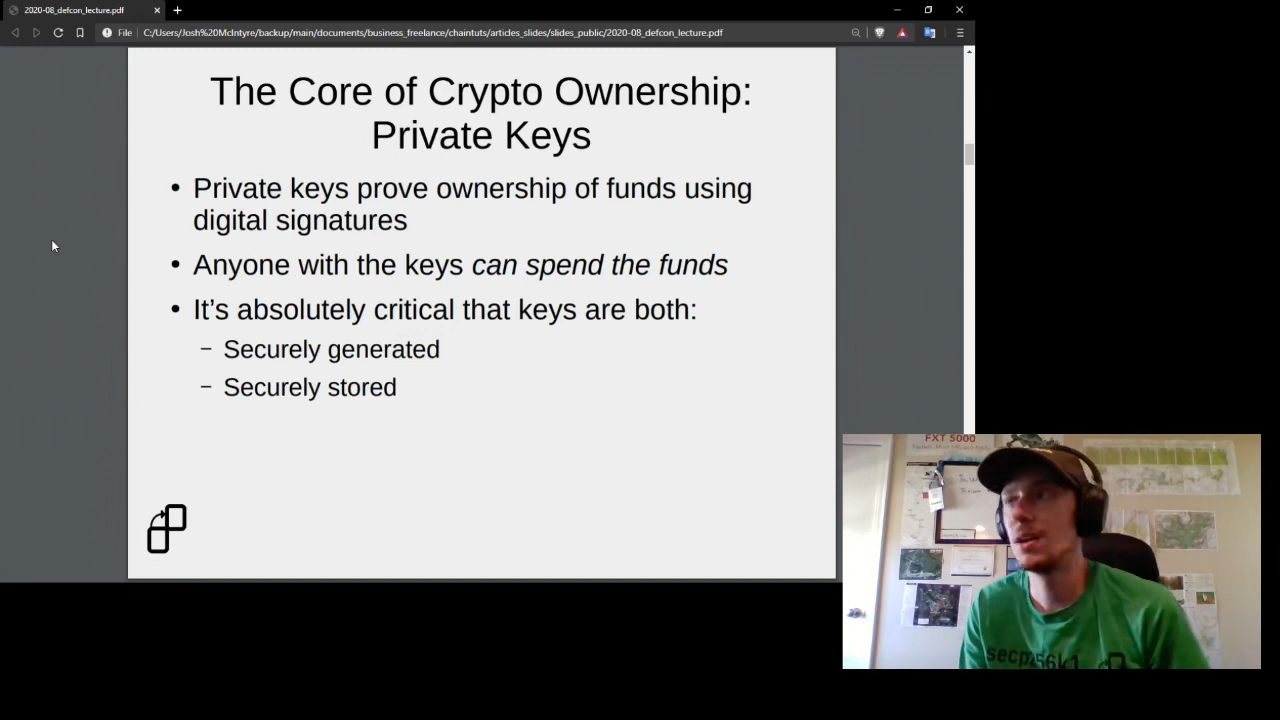 2020-08_defcon_lecture.pdf
File
C:/Users/Josh%20McIntyre/backup/main/documents/business_freelance/chaintuts/articles_slides/slides_public/2020-08_defcon_lecture.pdf
The Core of Crypto Ownership:
Private Keys
• Private keys prove ownership of funds using
digital signatures
• Anyone with the keys can spend the funds
• It’s absolutely critical that keys are both:
– Securely generated
– Securely stored
FXT 5000
secp256k1